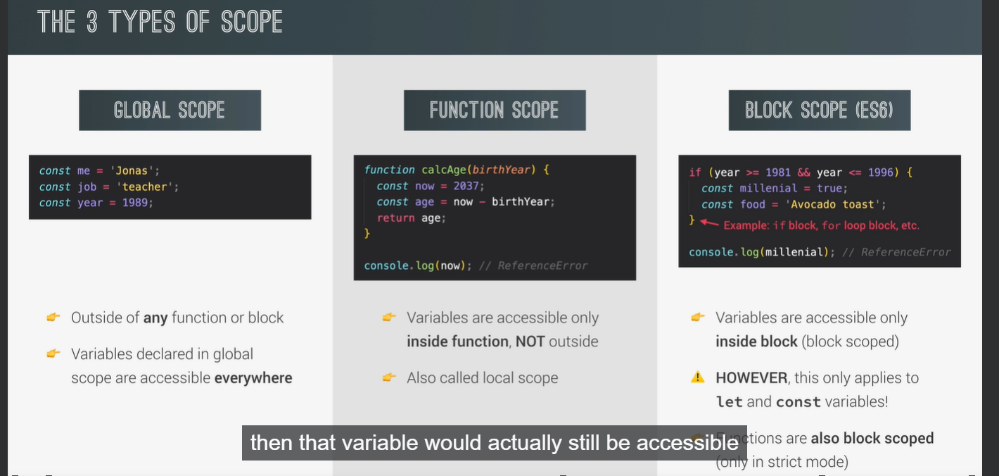 THE 3 TYPES OF SCOPE
GLOBAL SCOPE
const me = 'Jonas';
const job = 'teacher';
const year = 1989;
Outside of any function or block
Variables declared in global
scope are accessible everywhere
FUNCTION SCOPE
function calcAge(birthYear) {
const now = 2037;
const age = now − birthYear;
return age;
}
console.log(now); // ReferenceError
Variables are accessible only
inside function, NOT outside
Also called local scope
BLOCK SCOPE (ES6)
if (year >= 1981 && year <= 1996) {
const millenial = true;
const food = 'Avocado toast';
} Example: if block, for loop block, etc.
console.log(millenial); // ReferenceError
Variables are accessible only
inside block (block scoped)
HOWEVER, this only applies to
let and const variables!
Functions are also block scoped
(only in strict mode)
then that variable would actually still be accessible